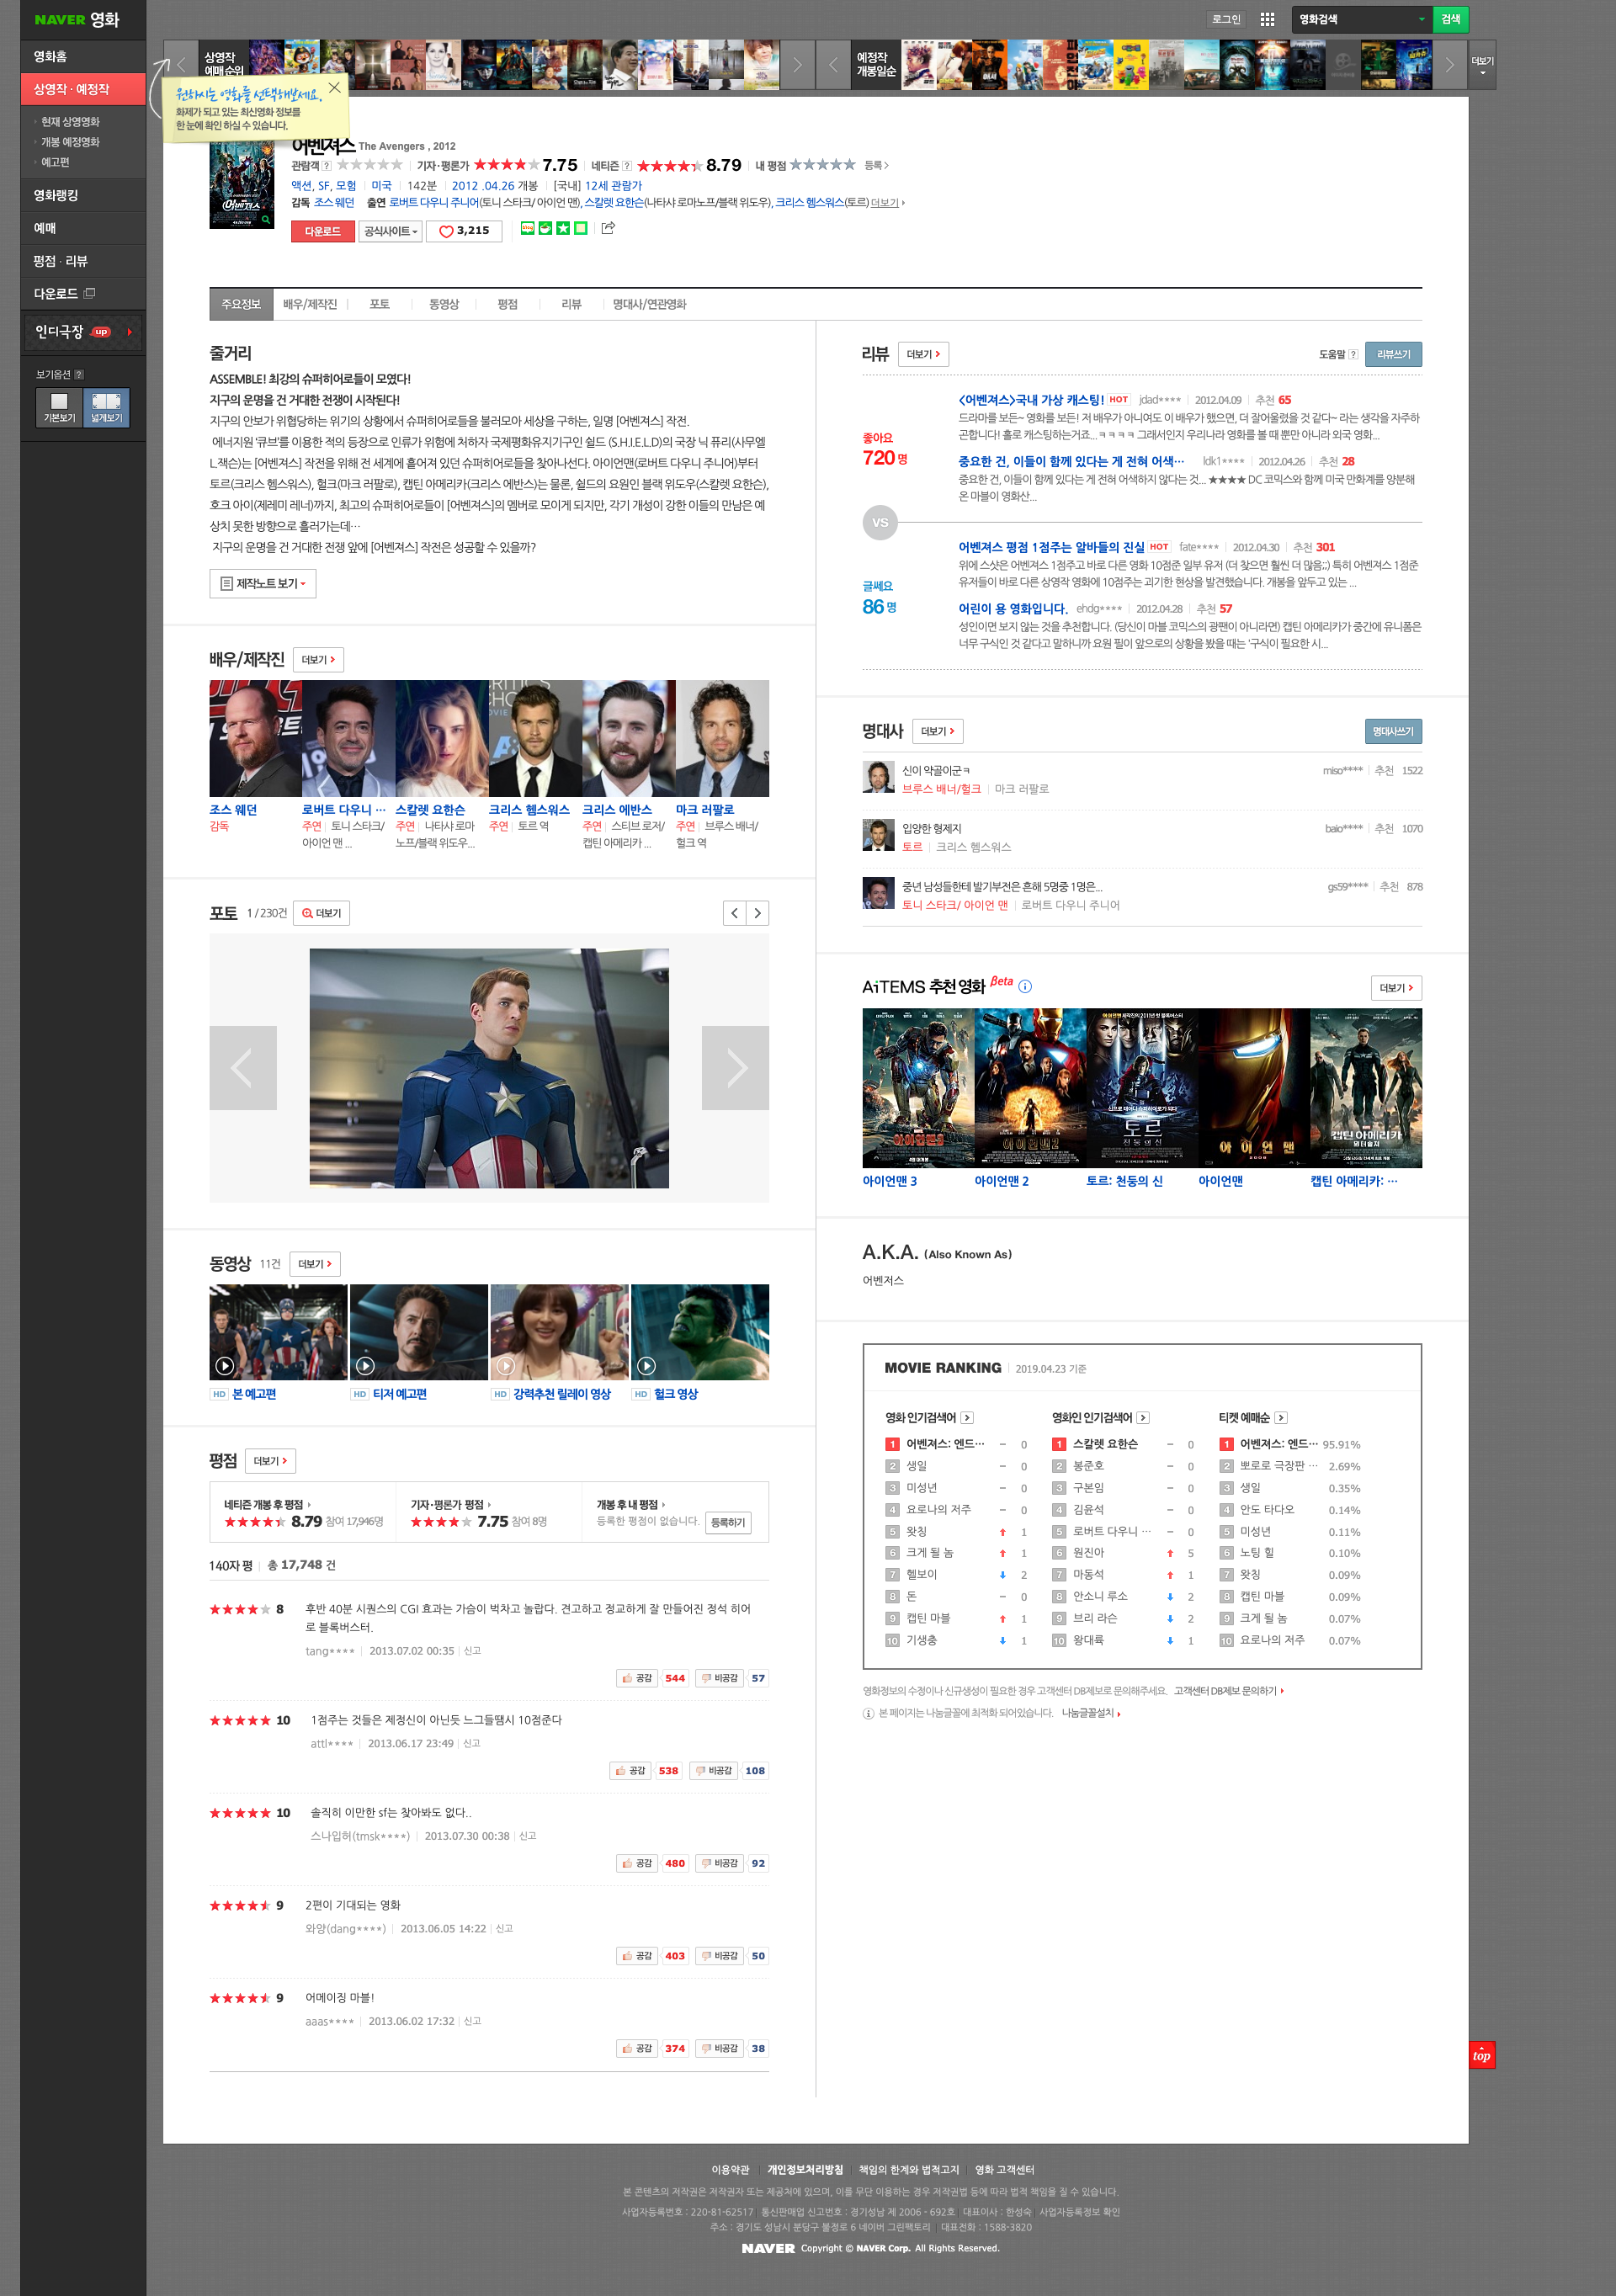 NAVER 영화
로그인
영화검색
검색
영화홈
상영작 · 예정작
현재 상영영화
개봉 예정영화
예고편
영화랭킹
예매
평점 · 리뷰
다운로드
인디극장 up
보기옵션 ?
기본보기 넓게보기
상영작
예매순위
예정작
개봉일순
더보기
원하시는 영화를 선택해보세요.
화제가 되고 있는 최신영화 정보를
한 눈에 확인 하실 수 있습니다.
어벤져스 The Avengers , 2012
관람객 ? 기자·평론가 7.75 네티즌 ? 8.79 내 평점 등록
액션, SF, 모험 미국 142분 2012 .04.26 개봉 [국내] 12세 관람가
감독 조스 웨던 출연 로버트 다우니 주니어(토니 스타크/ 아이언 맨), 스칼렛 요한슨(나타샤 로마노프/블랙 위도우), 크리스 헴스워스(토르) 더보기
다운로드 공식사이트 3,215
주요정보 배우/제작진 포토 동영상 평점 리뷰 명대사/연관영화
줄거리
ASSEMBLE! 최강의 슈퍼히어로들이 모였다!
지구의 운명을 건 거대한 전쟁이 시작된다!
지구의 안보가 위협당하는 위기의 상황에서 슈퍼히어로들을 불러모아 세상을 구하는, 일명 [어벤져스] 작전.
에너지원 '큐브'를 이용한 적의 등장으로 인류가 위험에 처하자 국제평화유지기구인 쉴드 (S.H.I.E.L.D)의 국장 닉 퓨리(사무엘
L.잭슨)는 [어벤져스] 작전을 위해 전 세계에 흩어져 있던 슈퍼히어로들을 찾아나선다. 아이언맨(로버트 다우니 주니어)부터
토르(크리스 헴스워스), 헐크(마크 러팔로), 캡틴 아메리카(크리스 에반스)는 물론, 쉴드의 요원인 블랙 위도우(스칼렛 요한슨),
호크 아이(제레미 레너)까지, 최고의 슈퍼히어로들이 [어벤져스]의 멤버로 모이게 되지만, 각기 개성이 강한 이들의 만남은 예
상치 못한 방향으로 흘러가는데…
지구의 운명을 건 거대한 전쟁 앞에 [어벤져스] 작전은 성공할 수 있을까?
제작노트 보기
배우/제작진 더보기
조스 웨던
감독
로버트 다우니 …
주연 토니 스타크/
아이언 맨 ...
스칼렛 요한슨
주연 나타샤 로마
노프/블랙 위도우...
크리스 헴스워스
주연 토르 역
크리스 에반스
주연 스티브 로저/
캡틴 아메리카 ...
마크 러팔로
주연 브루스 배너/
헐크 역
포토 1 / 230건 더보기
동영상 11건 더보기
HD 본 예고편
HD 티저 예고편
HD 강력추천 릴레이 영상
HD 헐크 영상
평점 더보기
네티즌 개봉 후 평점
8.79 참여 17,946명
기자·평론가 평점
7.75 참여 8명
개봉 후 내 평점
등록한 평점이 없습니다. 등록하기
140자 평 총 17,748 건
8 후반 40분 시퀀스의 CGI 효과는 가슴이 벅차고 놀랍다. 견고하고 정교하게 잘 만들어진 정석 히어
로 블록버스터.
tang**** 2013.07.02 00:35 신고
공감 544 비공감 57
10 1점주는 것들은 제정신이 아닌듯 느그들땜시 10점준다
attl**** 2013.06.17 23:49 신고
공감 538 비공감 108
10 솔직히 이만한 sf는 찾아봐도 없다..
스나입허(tmsk****) 2013.07.30 00:38 신고
공감 480 비공감 92
9 2편이 기대되는 영화
와양(dang****) 2013.06.05 14:22 신고
공감 403 비공감 50
9 어메이징 마블!
aaas**** 2013.06.02 17:32 신고
공감 374 비공감 38
리뷰 더보기 도움말 ? 리뷰쓰기
좋아요
720 명
<어벤져스>국내 가상 캐스팅! HOT jdad**** 2012.04.09 추천 65
드라마를 보든~ 영화를 보든! 저 배우가 아니여도 이 배우가 했으면, 더 잘어울렸을 것 같다~ 라는 생각을 자주하
곤합니다! 홀로 캐스팅하는거죠...ㅋㅋㅋㅋ 그래서인지 우리나라 영화를 볼 때 뿐만 아니라 외국 영화...
중요한 건, 이들이 함께 있다는 게 전혀 어색… ldk1**** 2012.04.26 추천 28
중요한 건, 이들이 함께 있다는 게 전혀 어색하지 않다는 것... ★★★★ DC 코믹스와 함께 미국 만화계를 양분해
온 마블이 영화산...
VS
글쎄요
86 명
어벤져스 평점 1점주는 알바들의 진실 HOT fate**** 2012.04.30 추천 301
위에 스샷은 어벤져스 1점주고 바로 다른 영화 10점준 일부 유저 (더 찾으면 훨씬 더 많음;;) 특히 어벤져스 1점준
유저들이 바로 다른 상영작 영화에 10점주는 괴기한 현상을 발견했습니다. 개봉을 앞두고 있는 ...
어린이 용 영화입니다. ehdg**** 2012.04.28 추천 57
성인이면 보지 않는 것을 추천합니다. (당신이 마블 코믹스의 광팬이 아니라면) 캡틴 아메리카가 중간에 유니폼은
너무 구식인 것 같다고 말하니까 요원 필이 앞으로의 상황을 봤을 때는 '구식이 필요한 시...
명대사 더보기 명대사쓰기
신이 약골이군ㅋ miso**** 추천 1522
브루스 배너/헐크 마크 러팔로
입양한 형제지 baio**** 추천 1070
토르 크리스 헴스워스
중년 남성들한테 발기부전은 흔해 5명중 1명은... gs59**** 추천 878
토니 스타크/ 아이언 맨 로버트 다우니 주니어
AiTEMS 추천 영화 βeta 더보기
아이언맨 3
아이언맨 2
토르: 천둥의 신
아이언맨
캡틴 아메리카: …
A.K.A. (Also Known As)
어벤저스
MOVIE RANKING 2019.04.23 기준
영화 인기검색어
1 어벤져스: 엔드… 0
2 생일 0
3 미성년 0
4 요로나의 저주 0
5 왓칭 1
6 크게 될 놈 1
7 헬보이 2
8 돈 0
9 캡틴 마블 1
10 기생충 1
영화인 인기검색어
1 스칼렛 요한슨 0
2 봉준호 0
3 구본임 0
4 김윤석 0
5 로버트 다우니 … 0
6 원진아 5
7 마동석 1
8 안소니 루소 2
9 브리 라슨 2
10 왕대륙 1
티켓 예매순
1 어벤져스: 엔드… 95.91%
2 뽀로로 극장판 … 2.69%
3 생일 0.35%
4 안도 타다오 0.14%
5 미성년 0.11%
6 노팅 힐 0.10%
7 왓칭 0.09%
8 캡틴 마블 0.09%
9 크게 될 놈 0.07%
10 요로나의 저주 0.07%
영화정보의 수정이나 신규생성이 필요한 경우 고객센터 DB제보로 문의해주세요. 고객센터 DB제보 문의하기
본 페이지는 나눔글꼴에 최적화 되어있습니다. 나눔글꼴설치
top
이용약관 개인정보처리방침 책임의 한계와 법적고지 영화 고객센터
본 콘텐츠의 저작권은 저작권자 또는 제공처에 있으며, 이를 무단 이용하는 경우 저작권법 등에 따라 법적 책임을 질 수 있습니다.
사업자등록번호 : 220-81-62517 통신판매업 신고번호 : 경기성남 제 2006 - 692호 대표이사 : 한성숙 사업자등록정보 확인
주소 : 경기도 성남시 분당구 불정로 6 네이버 그린팩토리 대표전화 : 1588-3820
NAVER Copyright © NAVER Corp. All Rights Reserved.